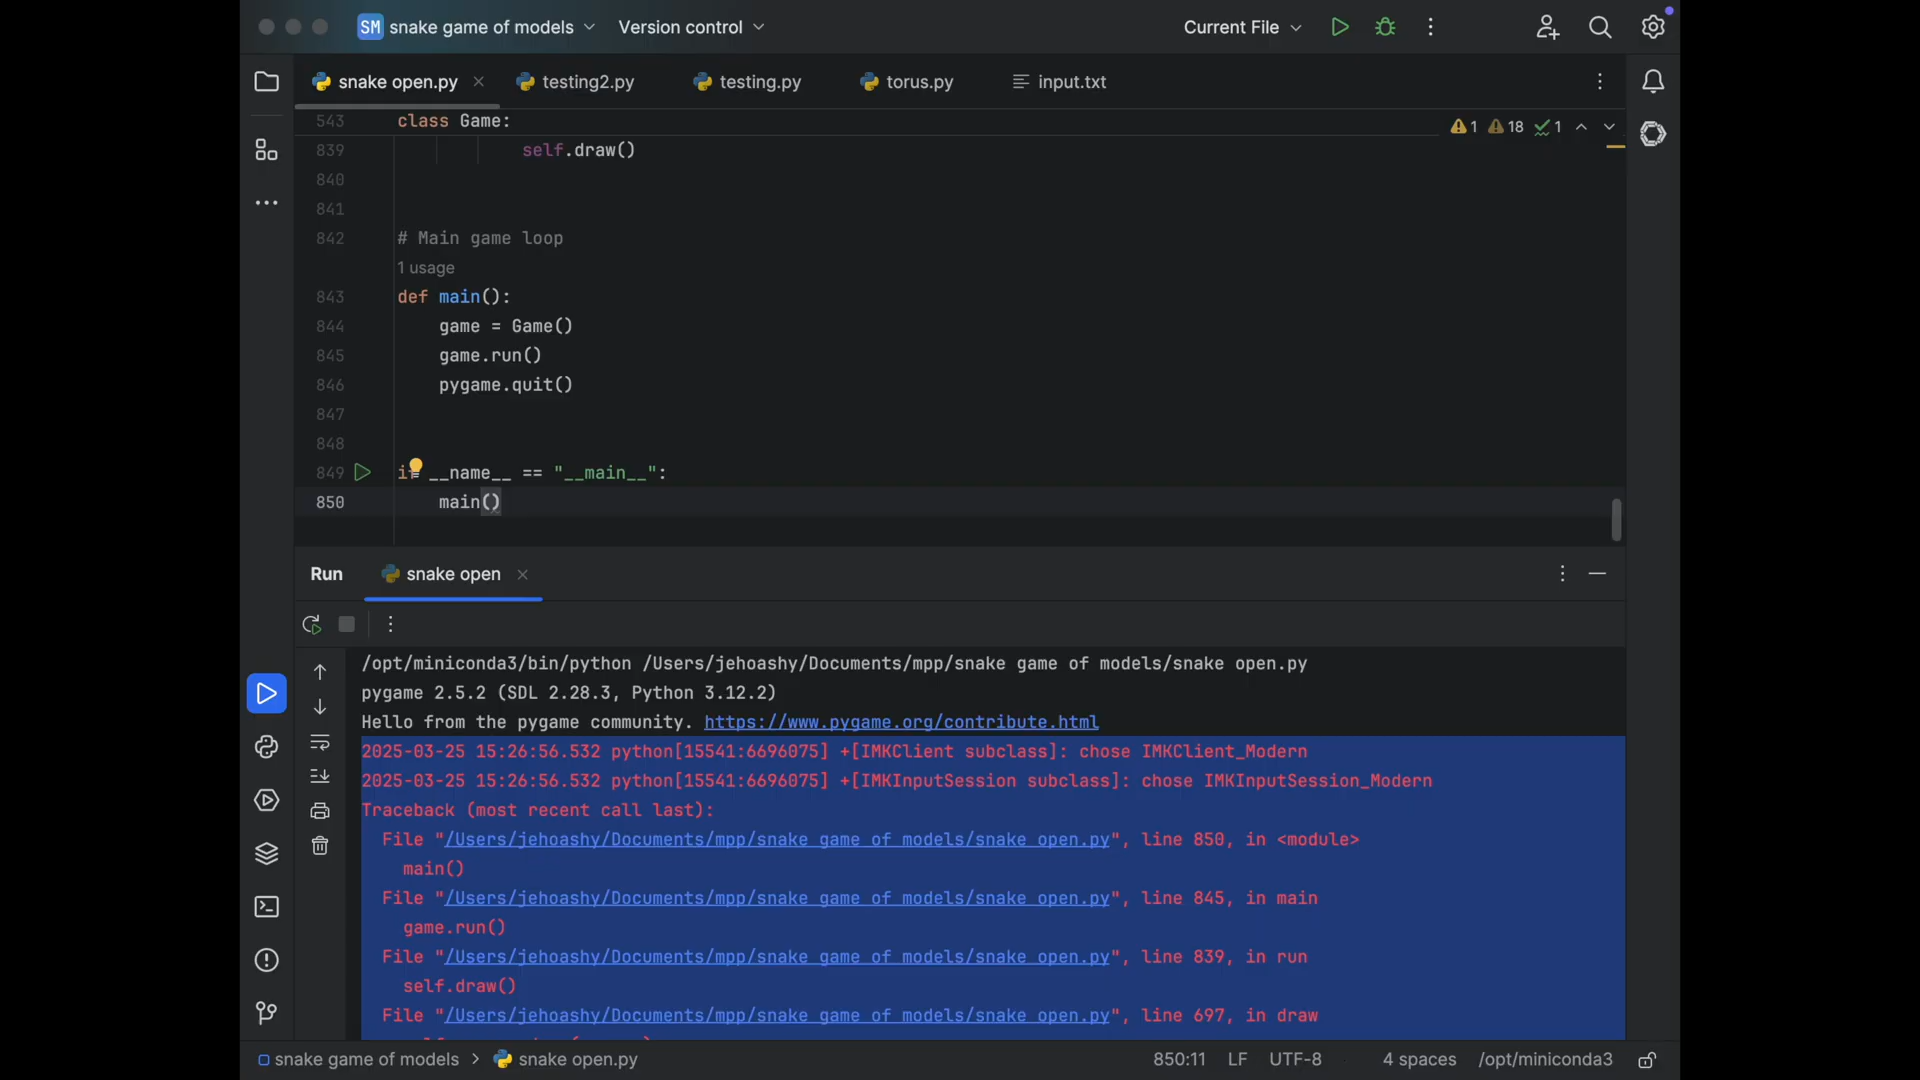 SM snake game of models Version control Current File
snake open.py testing2.py testing.py torus.py input.txt
543 class Game: 1 18 1
839 self.draw()
840
841
842 # Main game loop
1 usage
843 def main():
844 game = Game()
845 game.run()
846 pygame.quit()
847
848
849 if __name__ == "__main__":
850 main()
Run snake open
/opt/miniconda3/bin/python /Users/jehoashy/Documents/mpp/snake game of models/snake open.py
pygame 2.5.2 (SDL 2.28.3, Python 3.12.2)
Hello from the pygame community. https://www.pygame.org/contribute.html
2025-03-25 15:26:56.532 python[15541:6696075] +[IMKClient subclass]: chose IMKClient_Modern
2025-03-25 15:26:56.532 python[15541:6696075] +[IMKInputSession subclass]: chose IMKInputSession_Modern
Traceback (most recent call last):
File "/Users/jehoashy/Documents/mpp/snake game of models/snake open.py", line 850, in <module>
main()
File "/Users/jehoashy/Documents/mpp/snake game of models/snake open.py", line 845, in main
game.run()
File "/Users/jehoashy/Documents/mpp/snake game of models/snake open.py", line 839, in run
self.draw()
File "/Users/jehoashy/Documents/mpp/snake game of models/snake open.py", line 697, in draw
snake game of models > snake open.py 850:11 LF UTF-8 4 spaces /opt/miniconda3